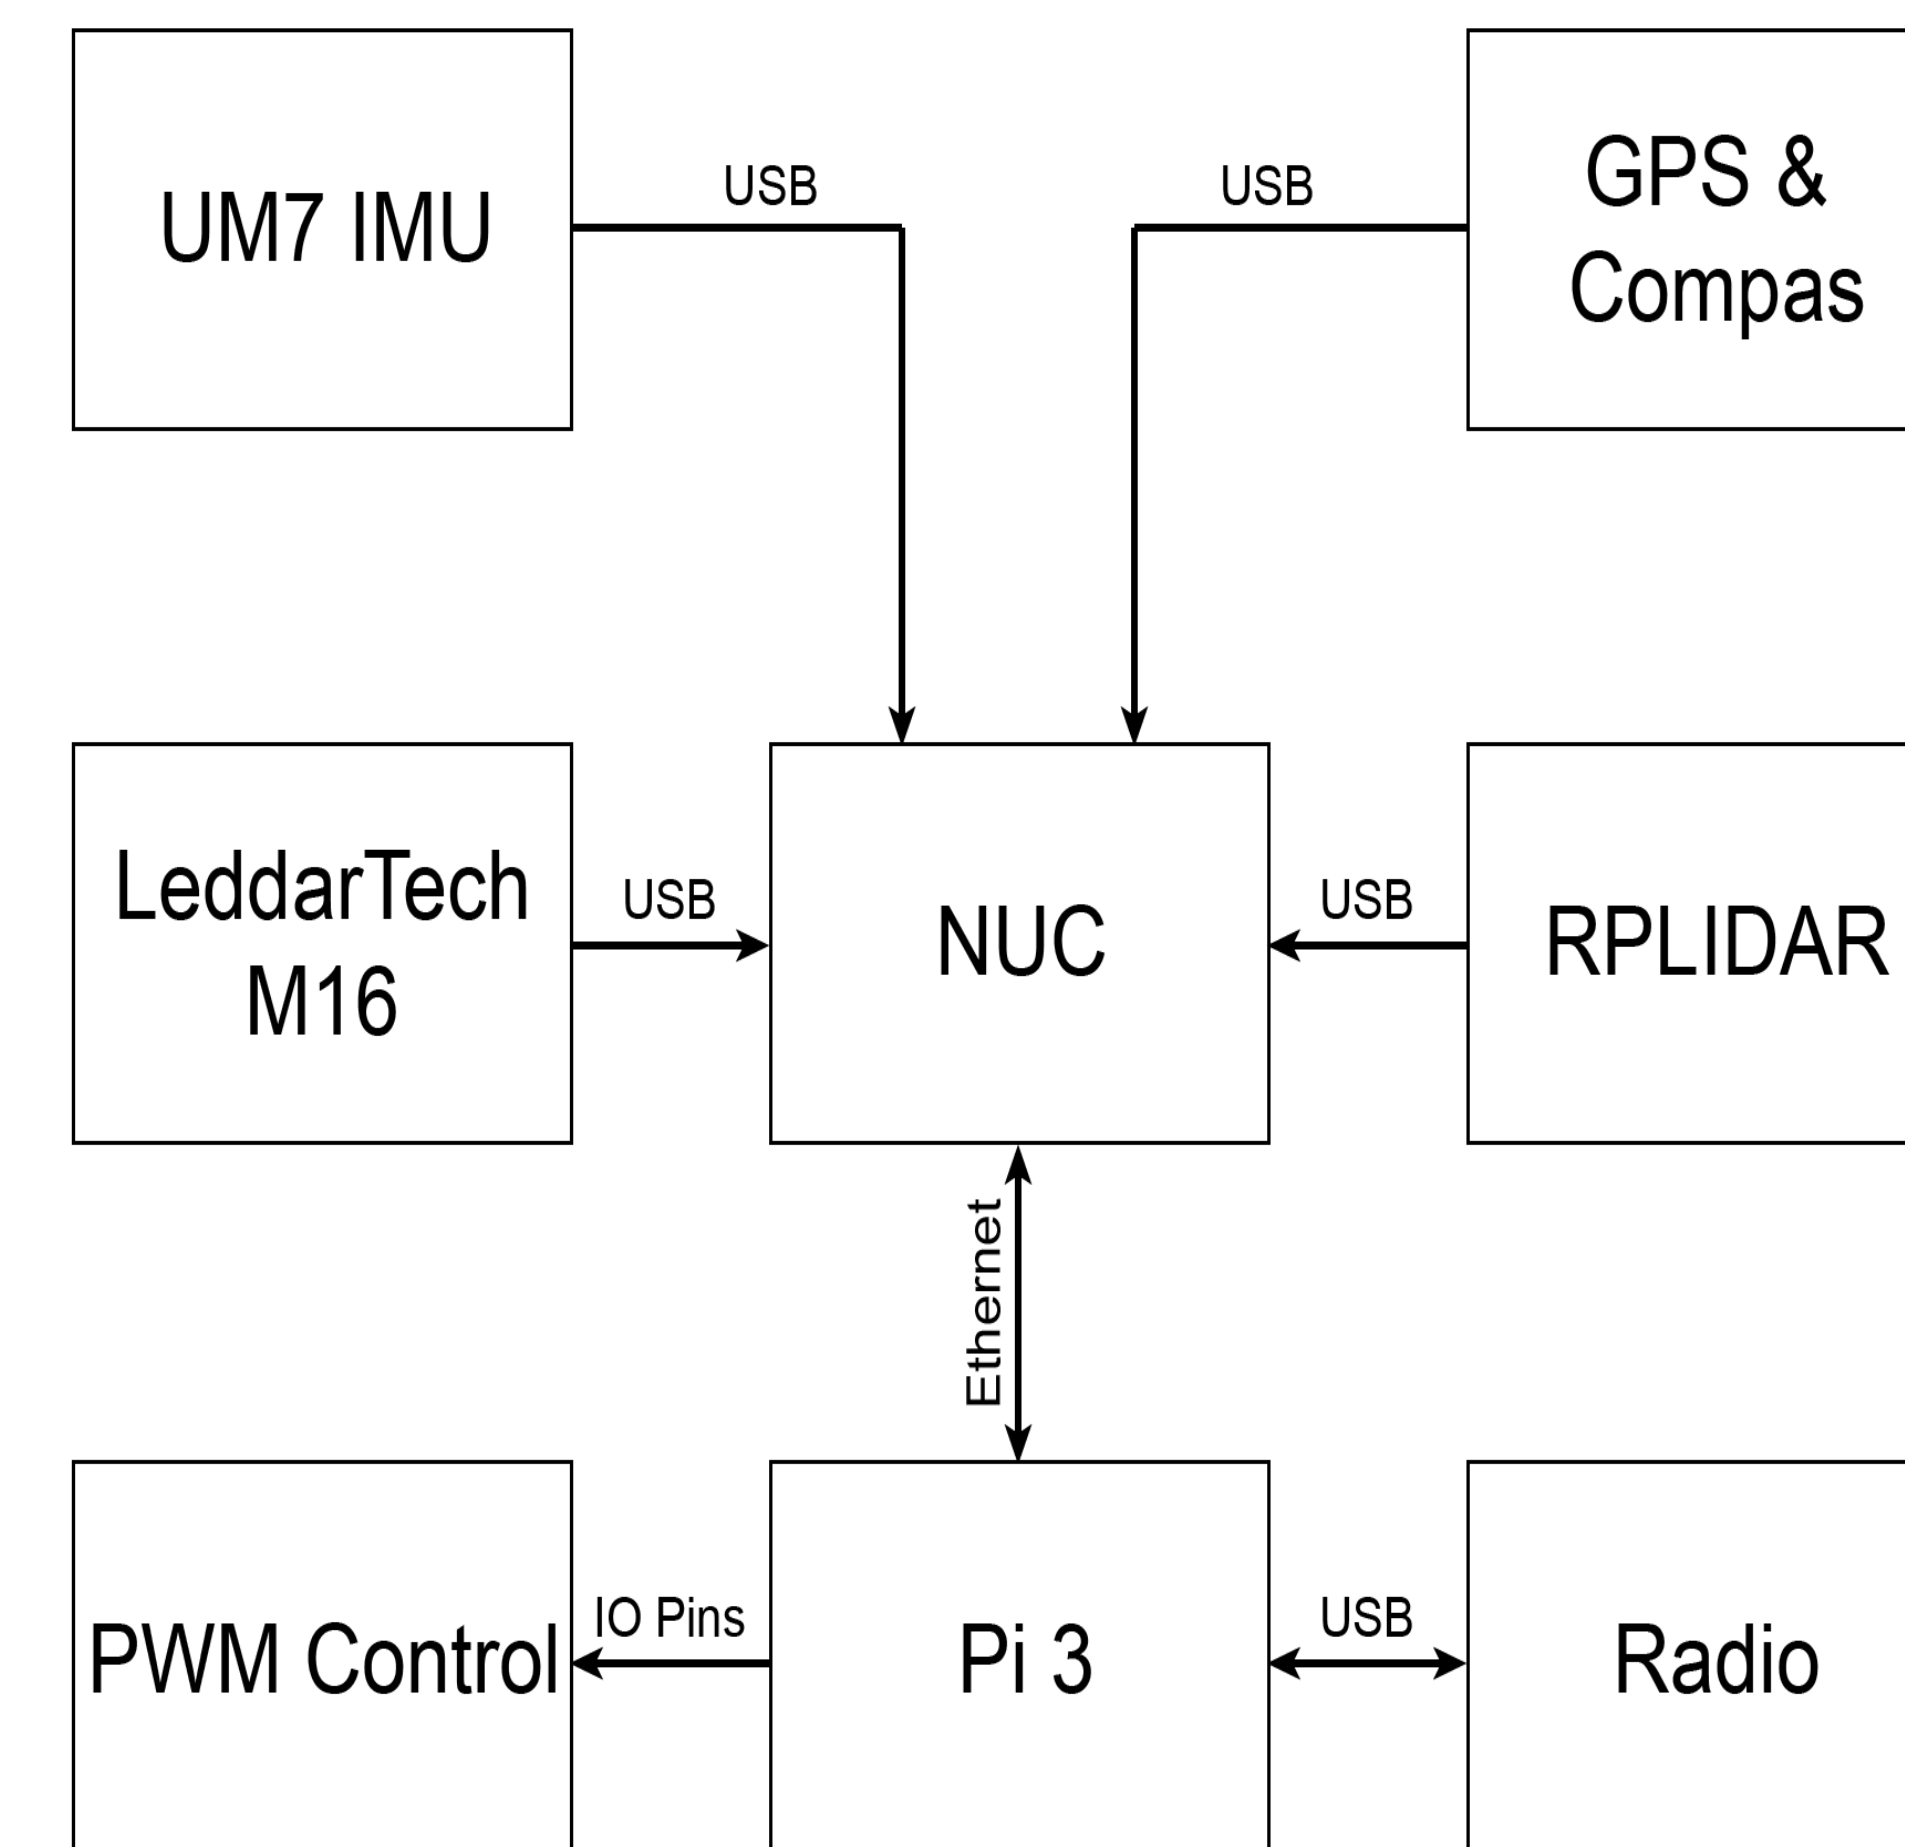 UM7 IMU
USB
USB
GPS &
Compas
LeddarTech
M16
USB
NUC
USB
RPLIDAR
Ethernet
PWM Control
IO Pins
Pi 3
USB
Radio